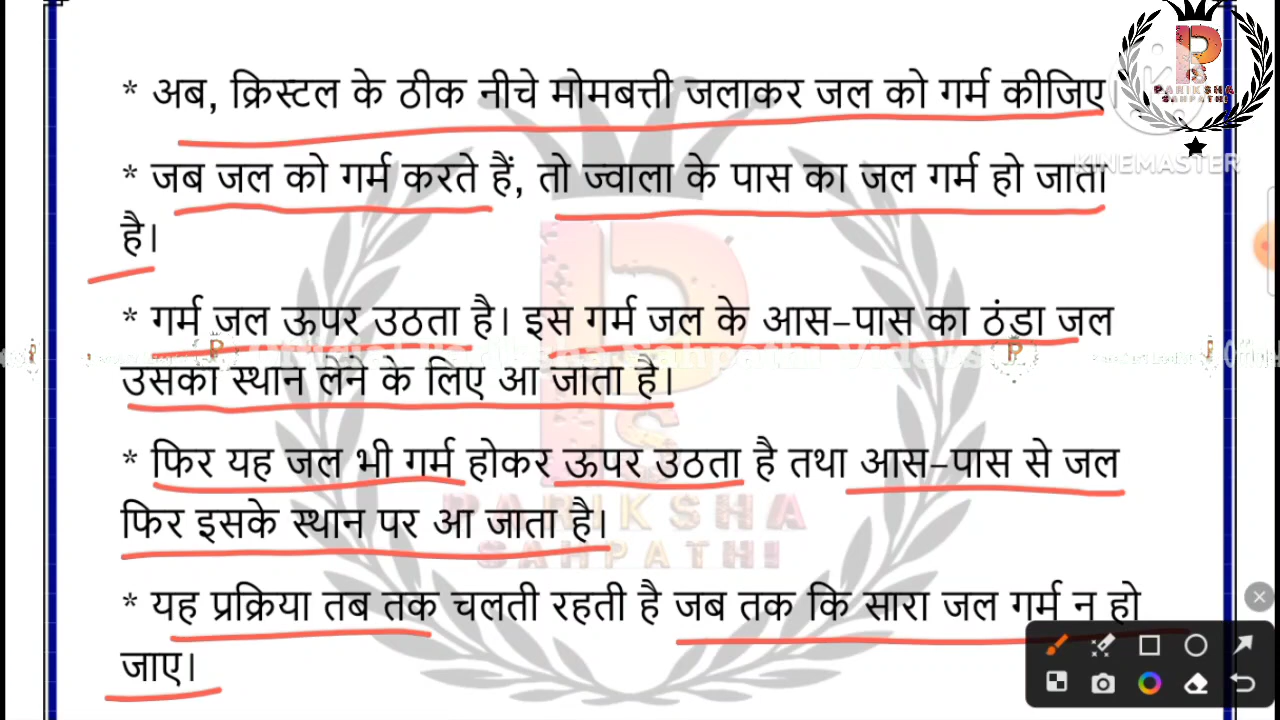 * अब, क्रिस्टल के ठीक नीचे मोमबत्ती जलाकर जल को गर्म कीजिए।
* जब जल को गर्म करते हैं, तो ज्वाला के पास का जल गर्म हो जाता
है।
* गर्म जल ऊपर उठता है। इस गर्म जल के आस-पास का ठंडा जल
उसका स्थान लेने के लिए आ जाता है।
* फिर यह जल भी गर्म होकर ऊपर उठता है तथा आस-पास से जल
फिर इसके स्थान पर आ जाता है।
* यह प्रक्रिया तब तक चलती रहती है जब तक कि सारा जल गर्म न हो
जाए।
PARIKSHA
SAHPATHI
KINEMASTER
PARIKSHA
SAHPATHI